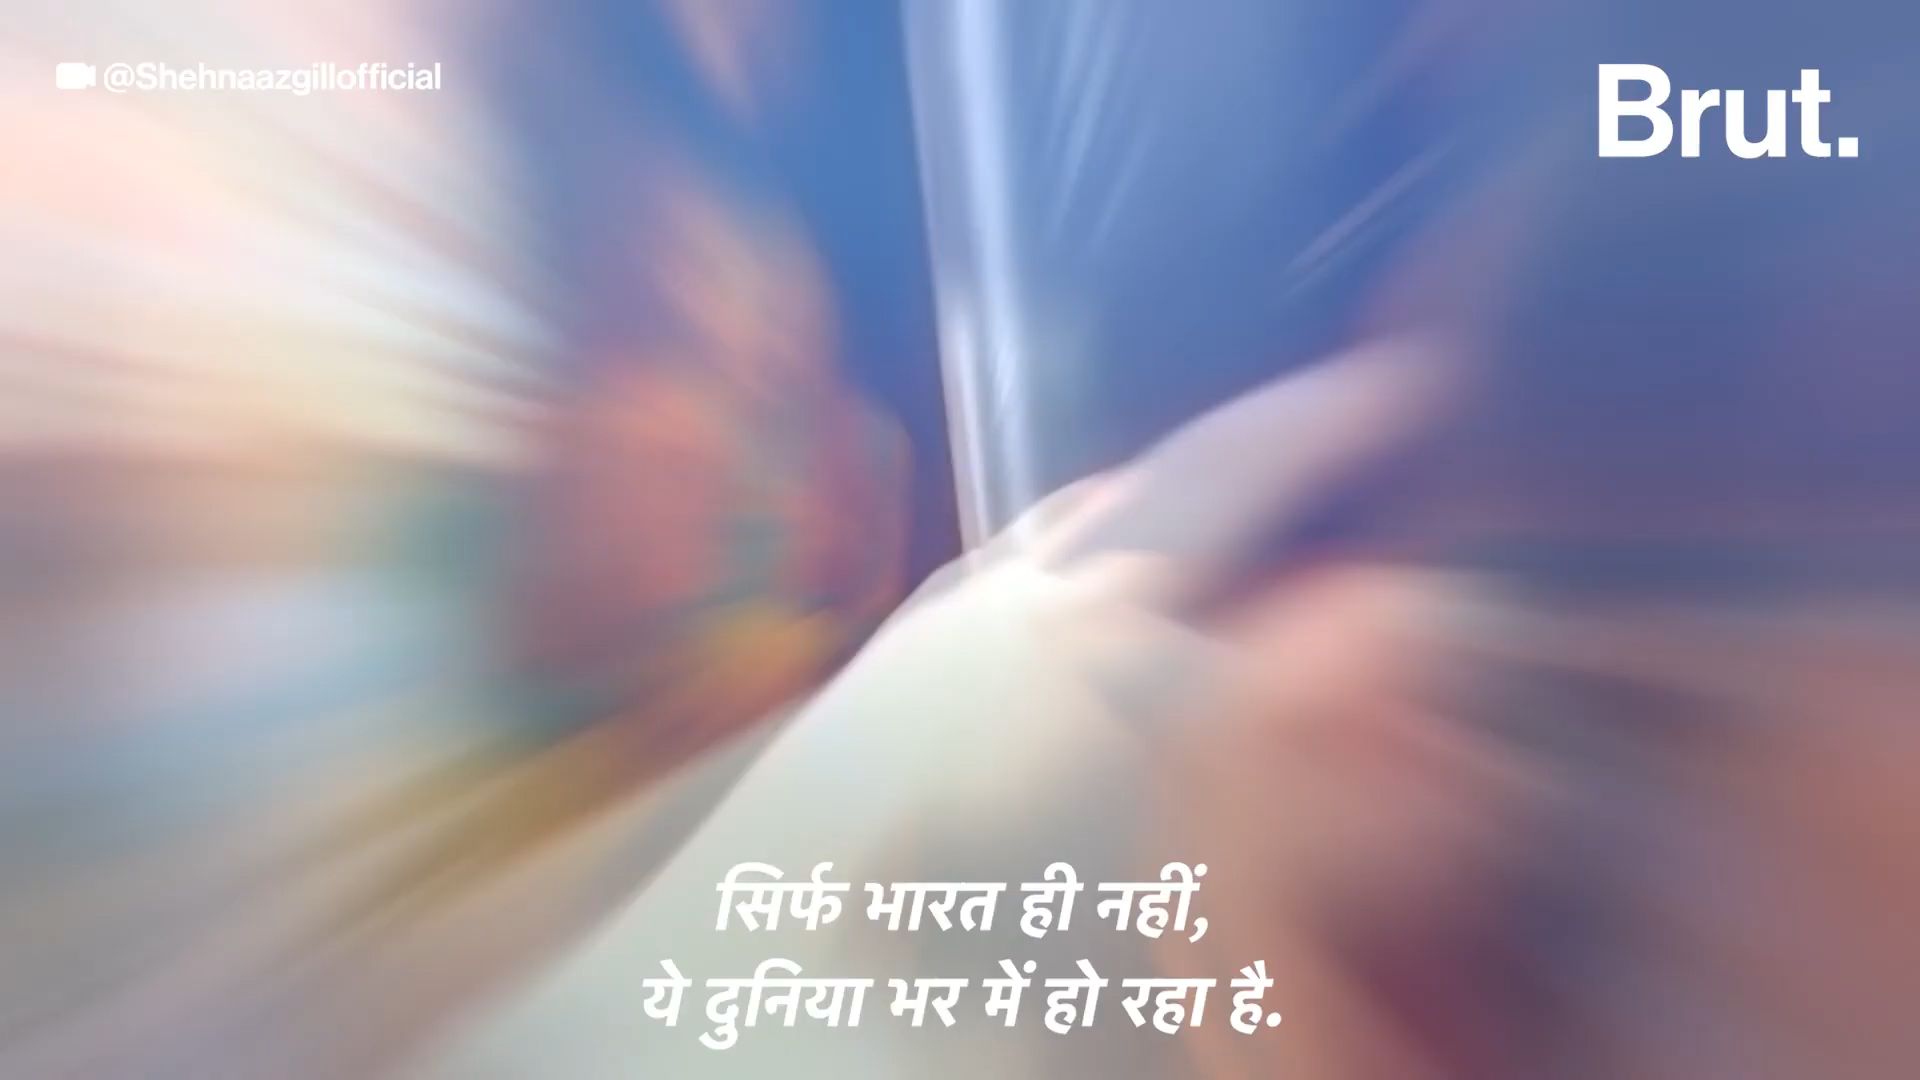 @Shehnaazgillofficial
Brut.
सिर्फ भारत ही नहीं,
ये दुनिया भर में हो रहा है.